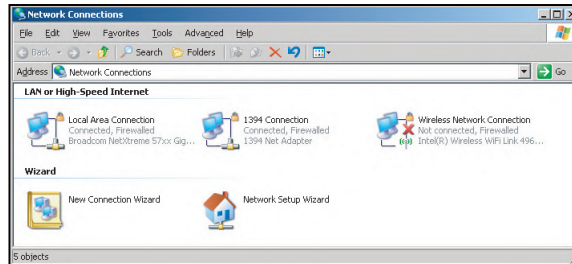 Network Connections
File Edit View Favorites Tools Advanced Help
Back Search Folders
Address Network Connections Go
LAN or High-Speed Internet
Local Area Connection
Connected, Firewalled
Broadcom NetXtreme 57xx Gig...
1394 Connection
Connected, Firewalled
1394 Net Adapter
Wireless Network Connection
Not connected, Firewalled
Intel(R) Wireless WiFi Link 496...
Wizard
New Connection Wizard
Network Setup Wizard
5 objects